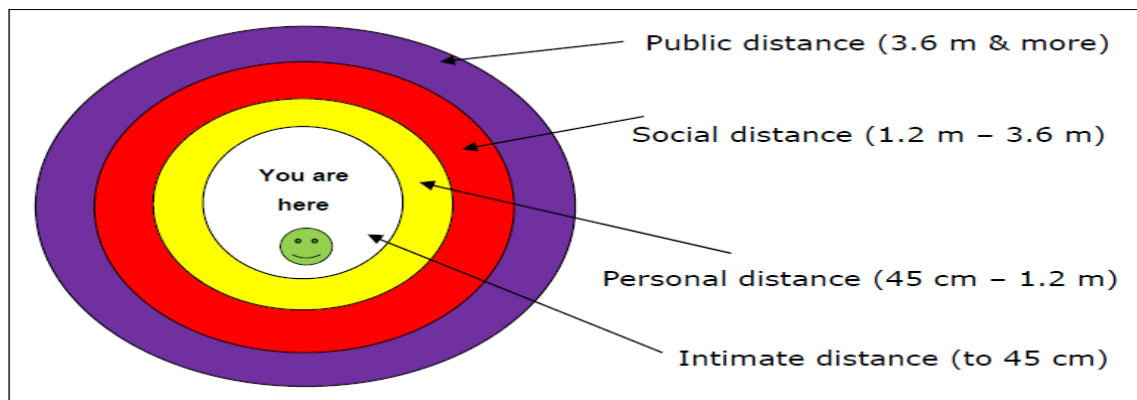 Public distance (3.6 m & more)
Social distance (1.2 m – 3.6 m)
You are
here
Personal distance (45 cm – 1.2 m)
Intimate distance (to 45 cm)